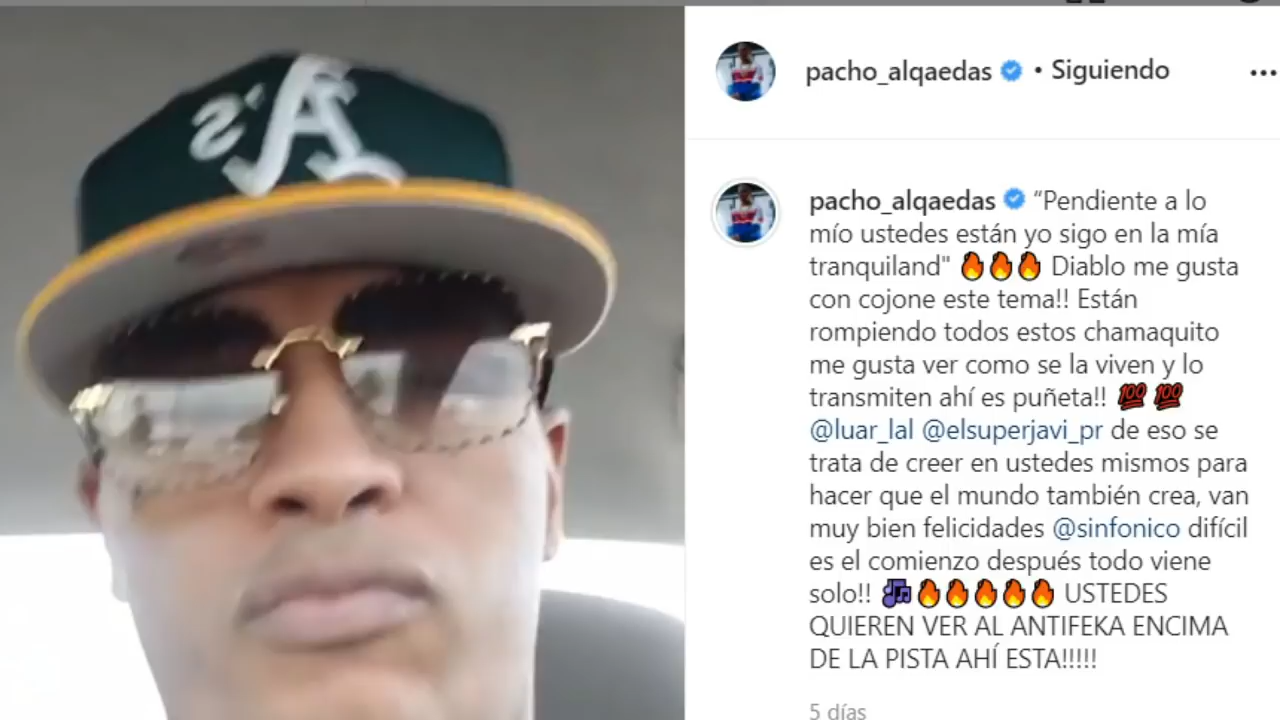 A's
pacho_alqaedas • Siguiendo
pacho_alqaedas “Pendiente a lo
mío ustedes están yo sigo en la mía
tranquiland" 🔥🔥🔥 Diablo me gusta
con cojone este tema!! Están
rompiendo todos estos chamaquito
me gusta ver como se la viven y lo
transmiten ahí es puñeta!! 💯 💯
@luar_lal @elsuperjavi_pr de eso se
trata de creer en ustedes mismos para
hacer que el mundo también crea, van
muy bien felicidades @sinfonico difícil
es el comienzo después todo viene
solo!! 🎶🔥🔥🔥🔥🔥 USTEDES
QUIEREN VER AL ANTIFEKA ENCIMA
DE LA PISTA AHÍ ESTA!!!!!
5 días